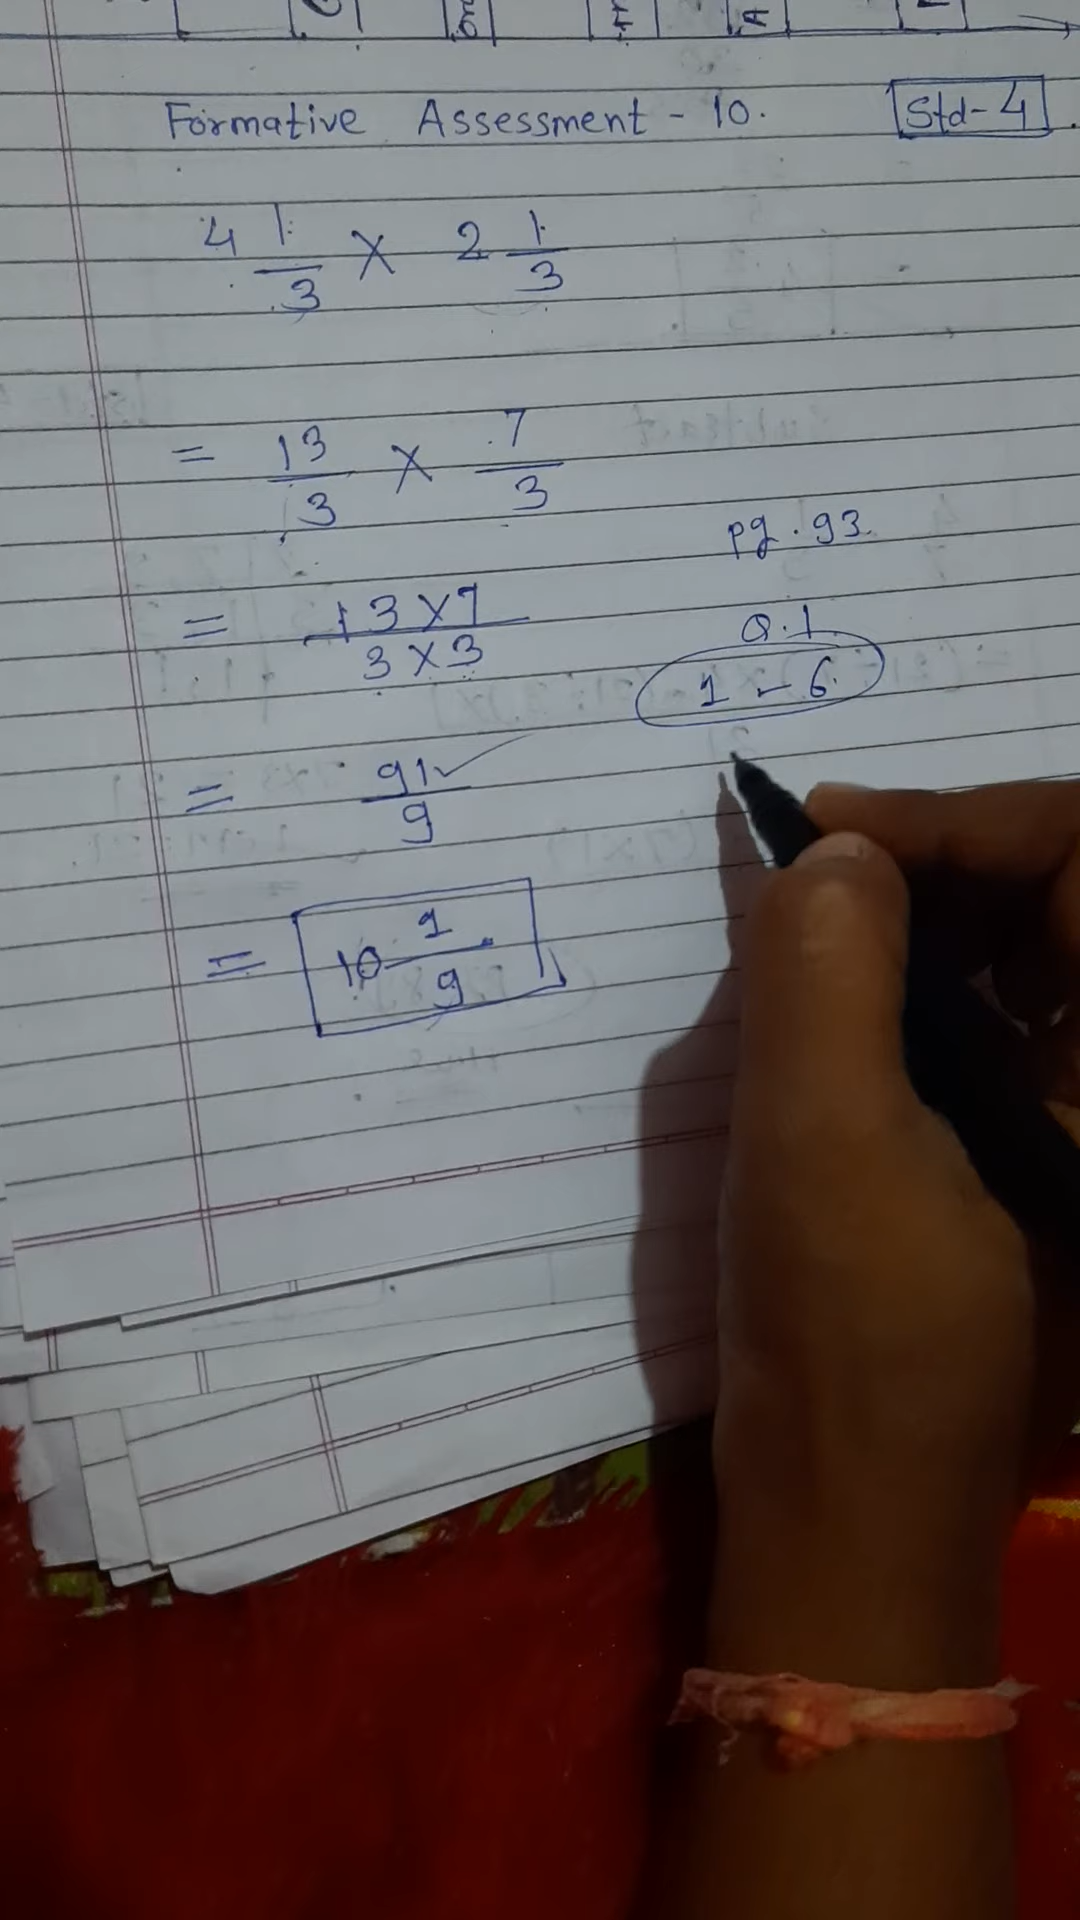 Formative Assessment - 10. Std-4
4 1/3 X 2 1/3
= 13/3 X 7/3
pg. 93.
= 13 X 7 / 3 X 3
Q.1
1 - 6.
= 91/9 ✓
= 10 1/9